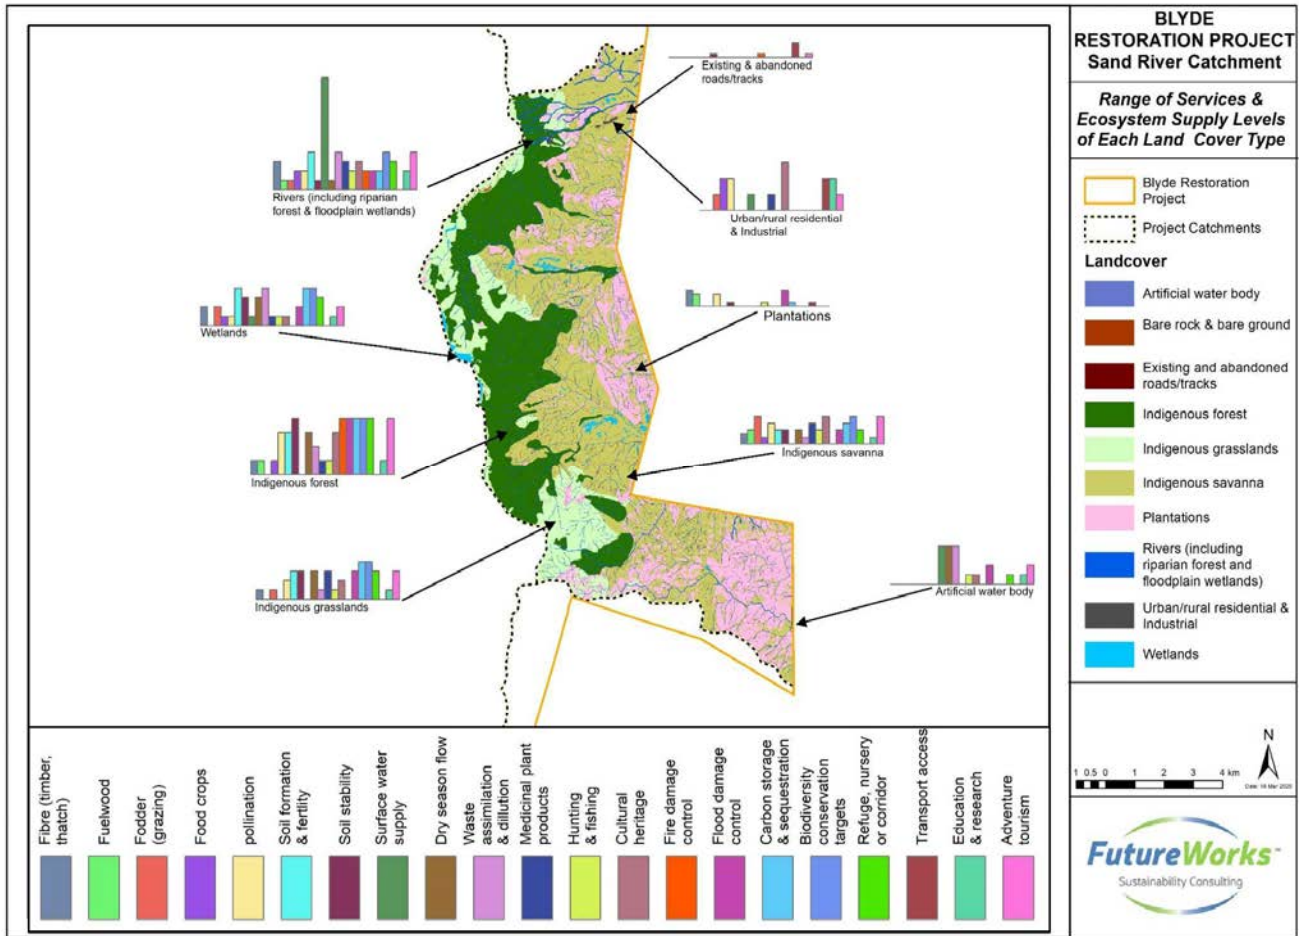 BLYDE
RESTORATION PROJECT
Sand River Catchment
Range of Services &
Ecosystem Supply Levels
of Each Land Cover Type
Blyde Restoration
Project
Project Catchments
Landcover
Artificial water body
Bare rock & bare ground
Existing and abandoned
roads/tracks
Indigenous forest
Indigenous grasslands
Indigenous savanna
Plantations
Rivers (including
riparian forest and
floodplain wetlands)
Urban/rural residential &
Industrial
Wetlands
N
1 0.5 0 1 2 3 4 km
Date: 16 Mar 2020
FutureWorks™
Sustainability Consulting
Existing & abandoned
roads/tracks
Rivers (including riparian
forest & floodplain wetlands)
Urban/rural residential
& Industrial
Wetlands
Plantations
Indigenous forest
Indigenous savanna
Indigenous grasslands
Artificial water body
Fibre (timber,
thatch)
Fuelwood
Fodder
(grazing)
Food crops
pollination
Soil formation
& fertility
Soil stability
Surface water
supply
Dry season flow
Waste
assimilation
& dillution
Medicinal plant
products
Hunting
& fishing
Cultural
heritage
Fire damage
control
Flood damage
control
Carbon storage
& sequestration
Biodiversity
conservation
targets
Refuge, nursery
or corridor
Transport access
Education
& research
Adventure
tourism